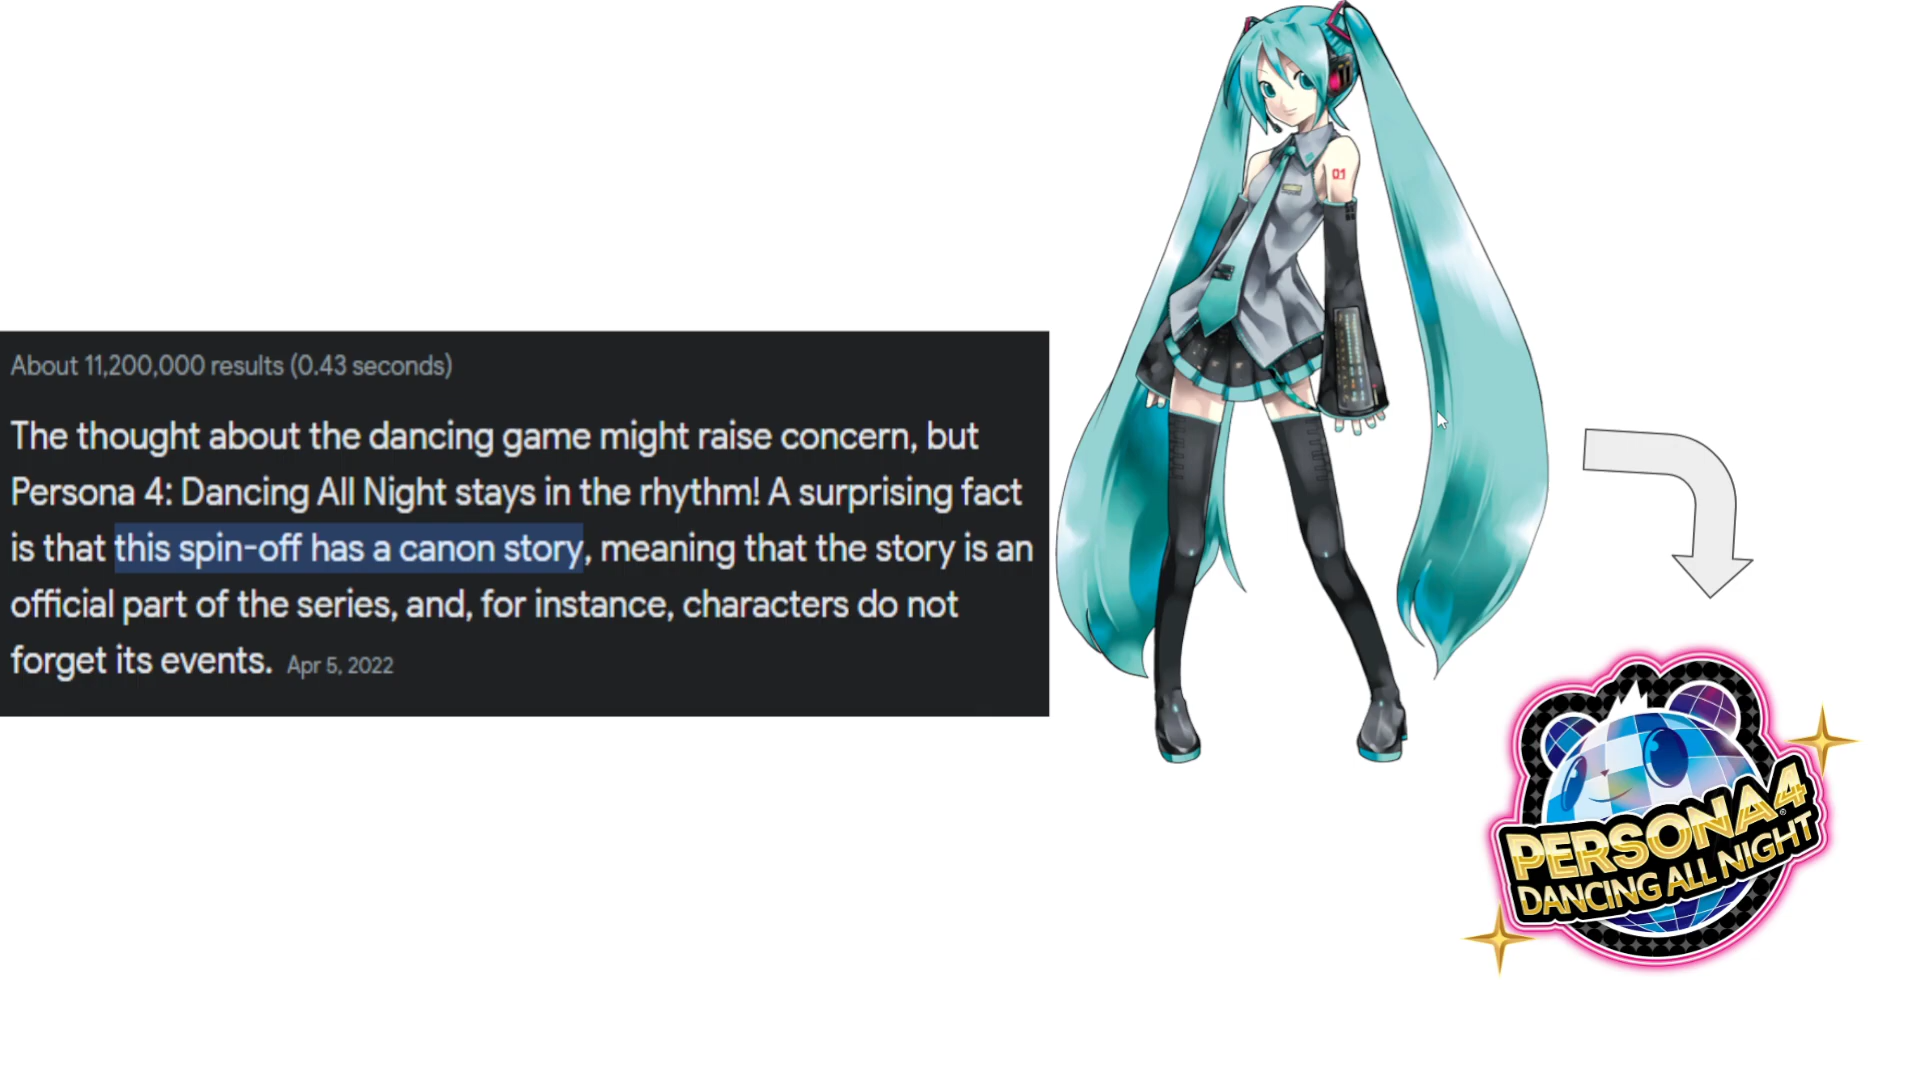 About 11,200,000 results (0.43 seconds)
The thought about the dancing game might raise concern, but
Persona 4: Dancing All Night stays in the rhythm! A surprising fact
is that this spin-off has a canon story, meaning that the story is an
official part of the series, and, for instance, characters do not
forget its events. Apr 5, 2022
01
PERSONA4®
DANCING ALL NIGHT